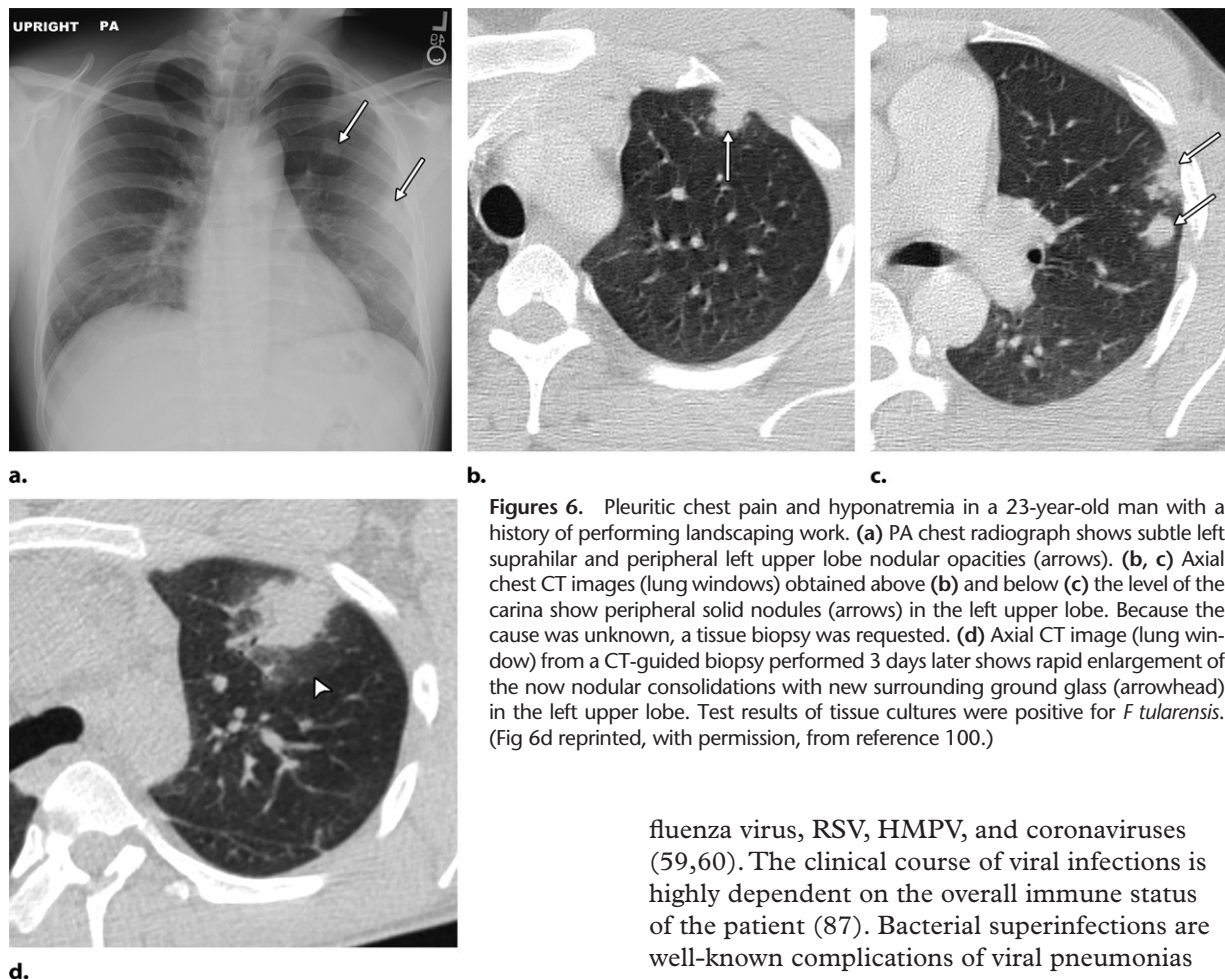 UPRIGHT PA
L
49
a.
b.
c.
Figures 6. Pleuritic chest pain and hyponatremia in a 23-year-old man with a
history of performing landscaping work. (a) PA chest radiograph shows subtle left
suprahilar and peripheral left upper lobe nodular opacities (arrows). (b, c) Axial
chest CT images (lung windows) obtained above (b) and below (c) the level of the
carina show peripheral solid nodules (arrows) in the left upper lobe. Because the
cause was unknown, a tissue biopsy was requested. (d) Axial CT image (lung win-
dow) from a CT-guided biopsy performed 3 days later shows rapid enlargement of
the now nodular consolidations with new surrounding ground glass (arrowhead)
in the left upper lobe. Test results of tissue cultures were positive for F tularensis.
(Fig 6d reprinted, with permission, from reference 100.)
d.
fluenza virus, RSV, HMPV, and coronaviruses
(59,60). The clinical course of viral infections is
highly dependent on the overall immune status
of the patient (87). Bacterial superinfections are
well-known complications of viral pneumonias